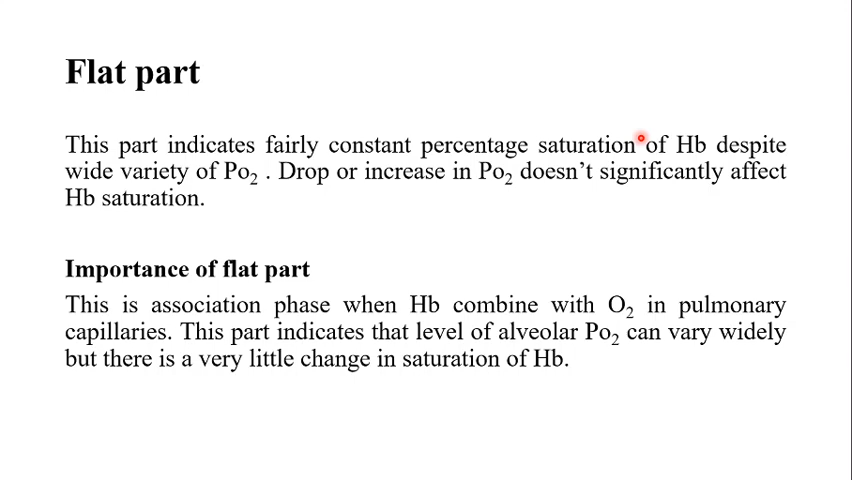 Flat part
This part indicates fairly constant percentage saturation of Hb despite
wide variety of Po₂ . Drop or increase in Po₂ doesn’t significantly affect
Hb saturation.
Importance of flat part
This is association phase when Hb combine with O₂ in pulmonary
capillaries. This part indicates that level of alveolar Po₂ can vary widely
but there is a very little change in saturation of Hb.